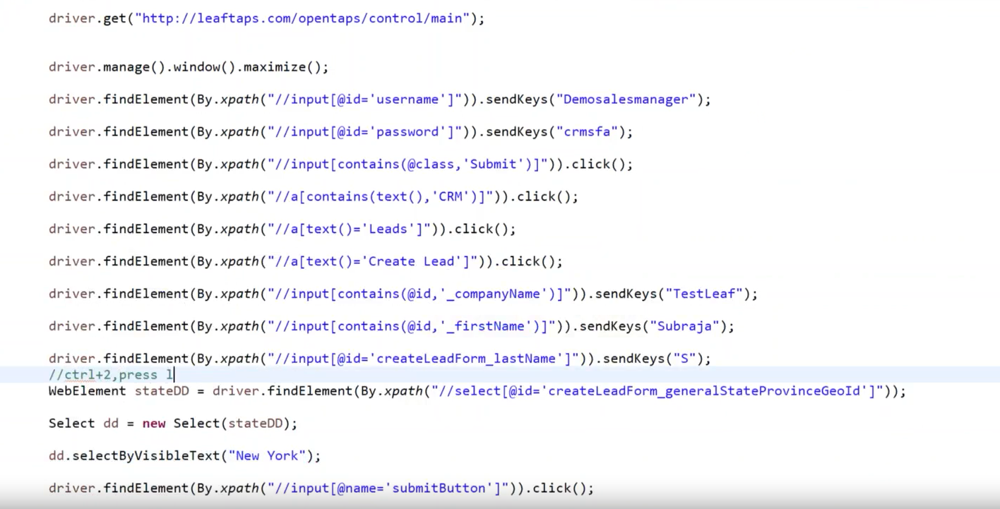 driver.get("http://leaftaps.com/opentaps/control/main");
driver.manage().window().maximize();
driver.findElement(By.xpath("//input[@id='username']")).sendKeys("Demosalesmanager");
driver.findElement(By.xpath("//input[@id='password']")).sendKeys("crmsfa");
driver.findElement(By.xpath("//input[contains(@class,'Submit')]")).click();
driver.findElement(By.xpath("//a[contains(text(),'CRM')]")).click();
driver.findElement(By.xpath("//a[text()='Leads']")).click();
driver.findElement(By.xpath("//a[text()='Create Lead']")).click();
driver.findElement(By.xpath("//input[contains(@id,'_companyName')]")).sendKeys("TestLeaf");
driver.findElement(By.xpath("//input[contains(@id,'_firstName')]")).sendKeys("Subraja");
driver.findElement(By.xpath("//input[@id='createLeadForm_lastName']")).sendKeys("S");
//ctrl+2,press l
WebElement stateDD = driver.findElement(By.xpath("//select[@id='createLeadForm_generalStateProvinceGeoId']"));
Select dd = new Select(stateDD);
dd.selectByVisibleText("New York");
driver.findElement(By.xpath("//input[@name='submitButton']")).click();